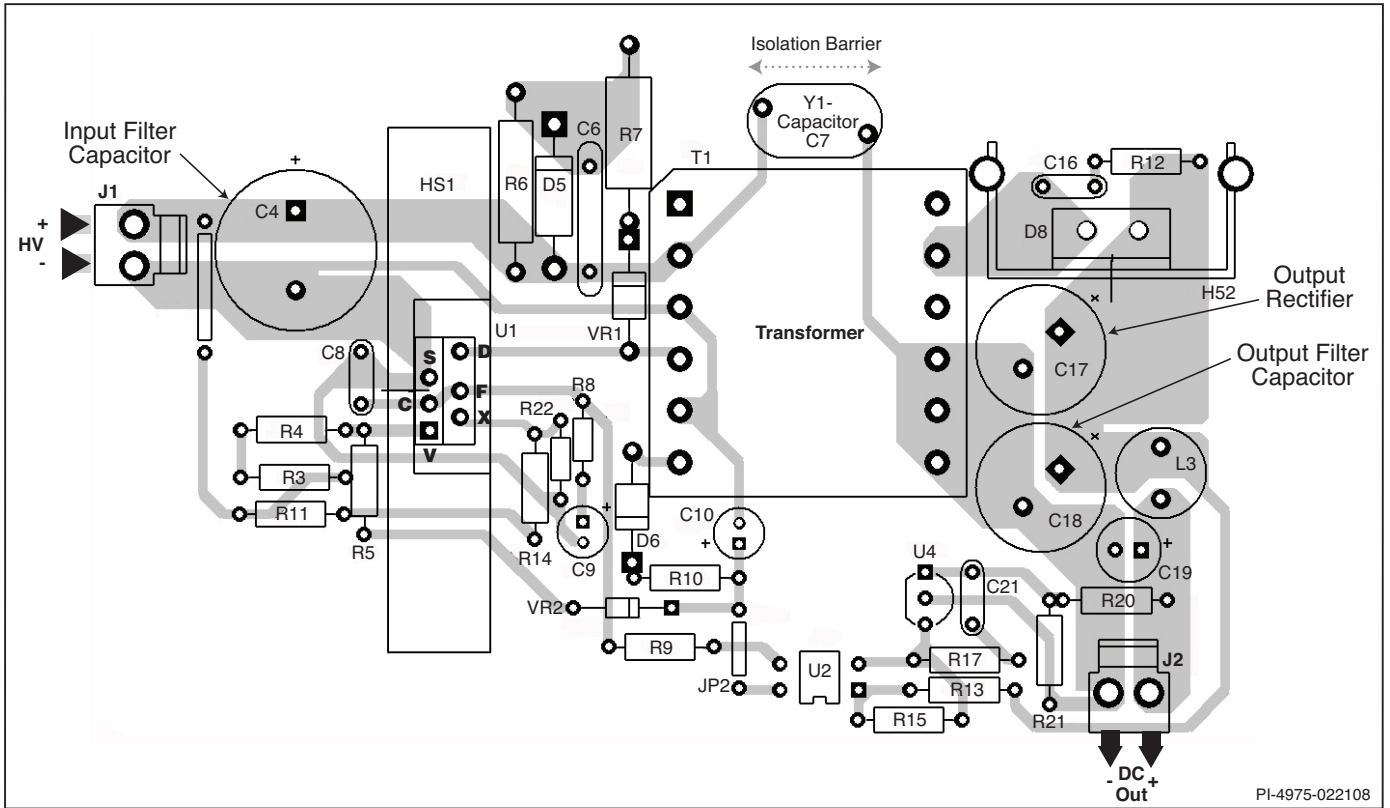 Isolation Barrier
Y1-
Capacitor
C7
Input Filter
Capacitor
+
J1
+
HV
-
C4
HS1
R6
D5
C6
R7
T1
C16
R12
D8
H52
Output
Rectifier
Output Filter
Capacitor
Transformer
VR1
U1
C8
S
D
C
F
X
V
R8
R22
R4
R3
R11
R5
R14
+
C9
D6
C10
+
R10
VR2
R9
JP2
U2
U4
C21
R17
R13
R15
R21
x
C17
x
C18
L3
+
C19
R20
J2
- DC +
Out
PI-4975-022108